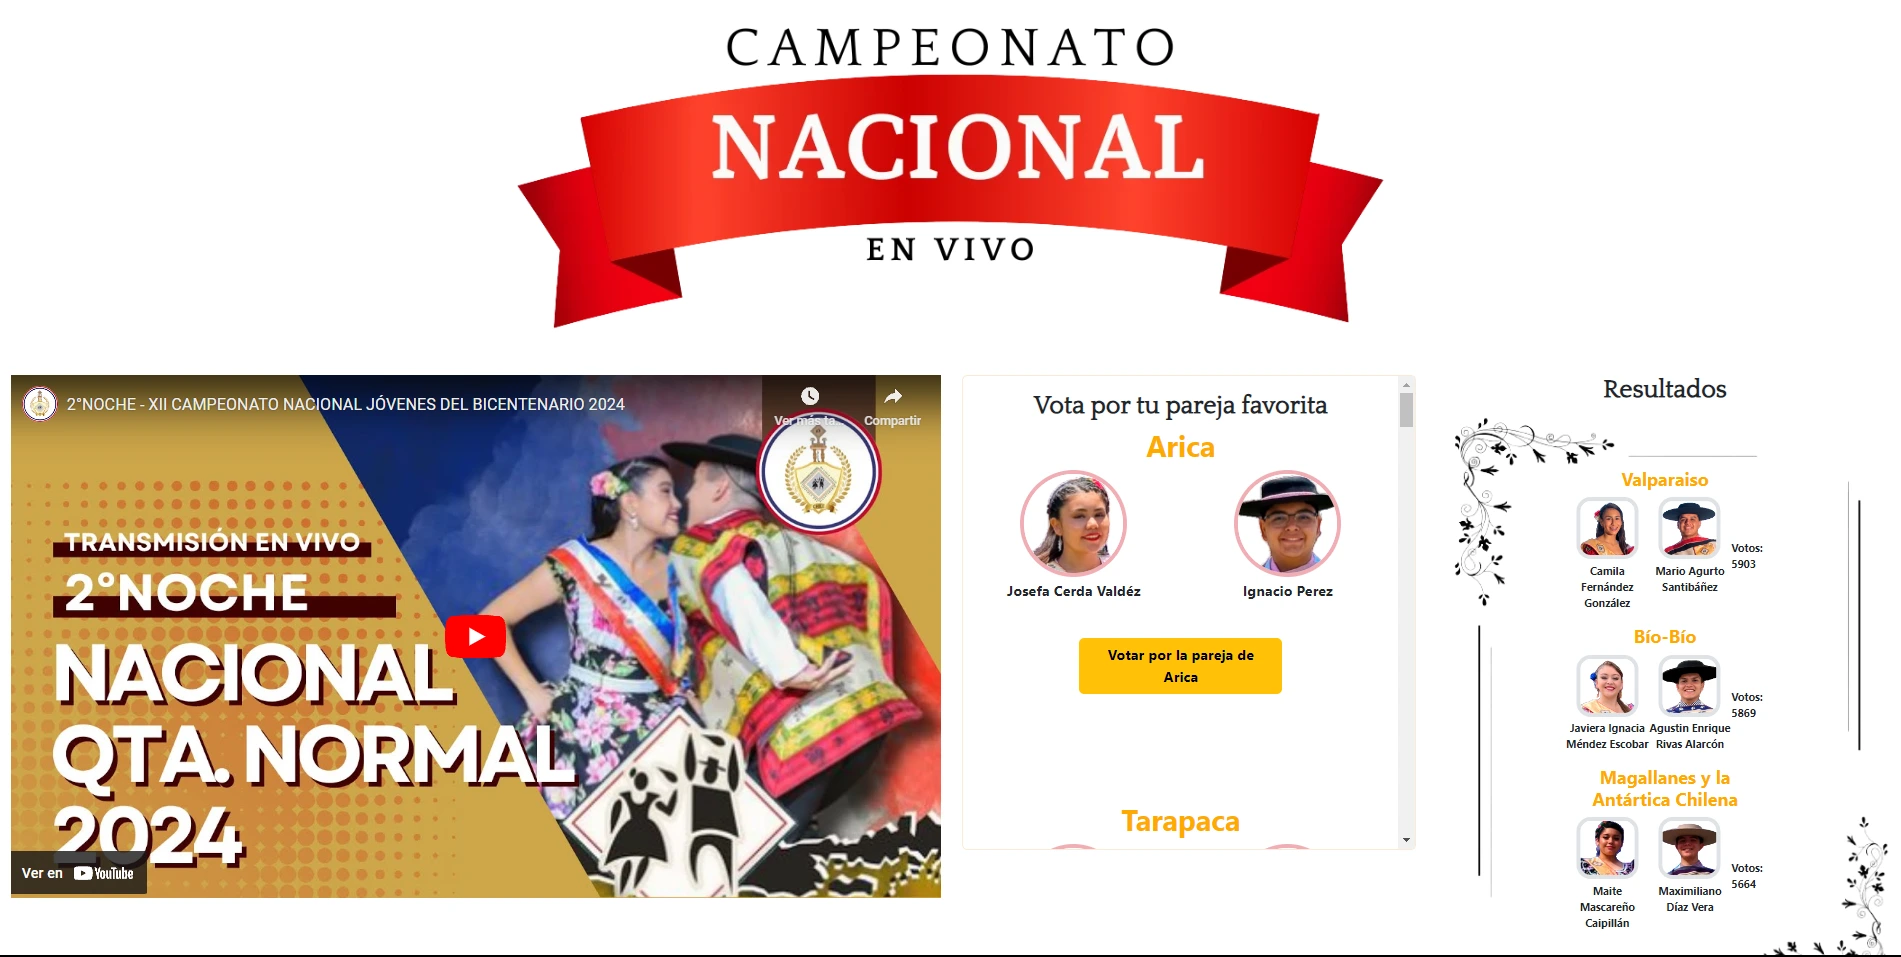 CAMPEONATO
NACIONAL
EN VIVO
2°NOCHE - XII CAMPEONATO NACIONAL JÓVENES DEL BICENTENARIO 2024
Ver más ta...
Compartir
TRANSMISIÓN EN VIVO
2°NOCHE
NACIONAL
QTA. NORMAL
2024
Ver en YouTube
Vota por tu pareja favorita
Arica
Josefa Cerda Valdéz
Ignacio Perez
Votar por la pareja de
Arica
Tarapaca
Resultados
Valparaiso
Camila
Fernández
González
Mario Agurto
Santibáñez
Votos:
5903
Bío-Bío
Javiera Ignacia
Méndez Escobar
Agustin Enrique
Rivas Alarcón
Votos:
5869
Magallanes y la
Antártica Chilena
Maite
Mascareño
Caipillán
Maximiliano
Díaz Vera
Votos:
5664